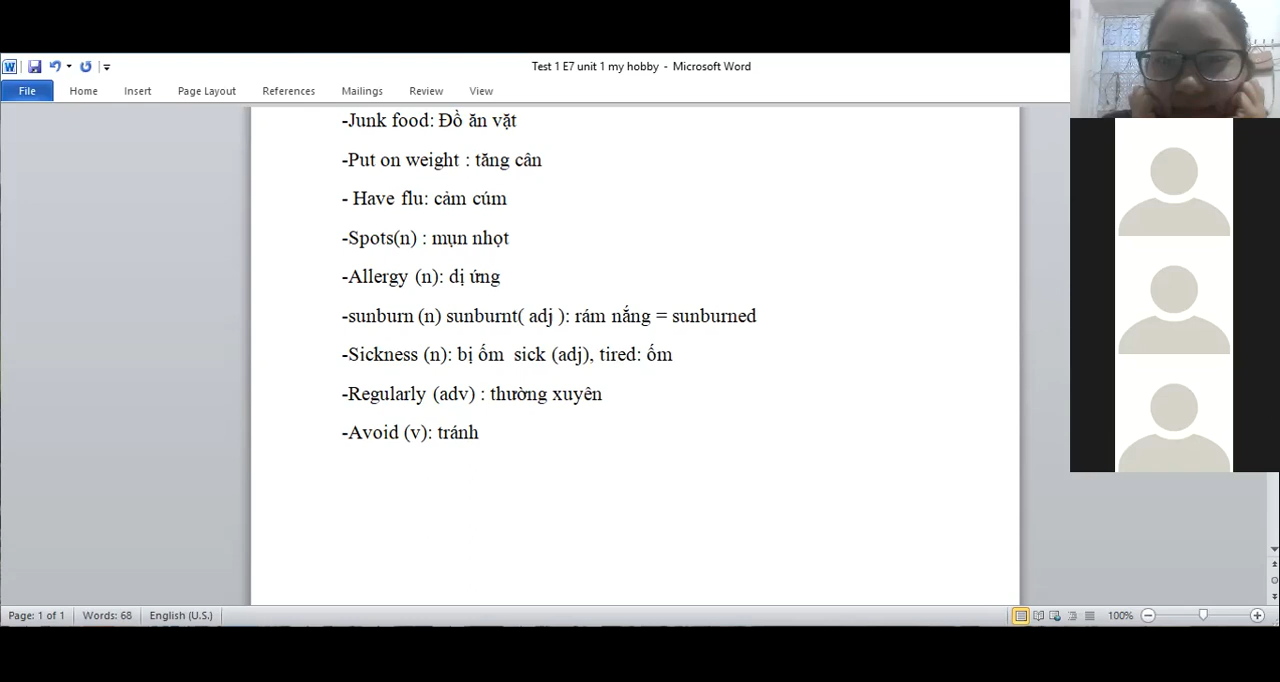 Test 1 E7 unit 1 my hobby - Microsoft Word
File Home Insert Page Layout References Mailings Review View
-Junk food: Đồ ăn vặt
-Put on weight : tăng cân
- Have flu: cảm cúm
-Spots(n) : mụn nhọt
-Allergy (n): dị ứng
-sunburn (n) sunburnt( adj ): rám nắng = sunburned
-Sickness (n): bị ốm  sick (adj), tired: ốm
-Regularly (adv) : thường xuyên
-Avoid (v): tránh
Page: 1 of 1 Words: 68 English (U.S.) 100%